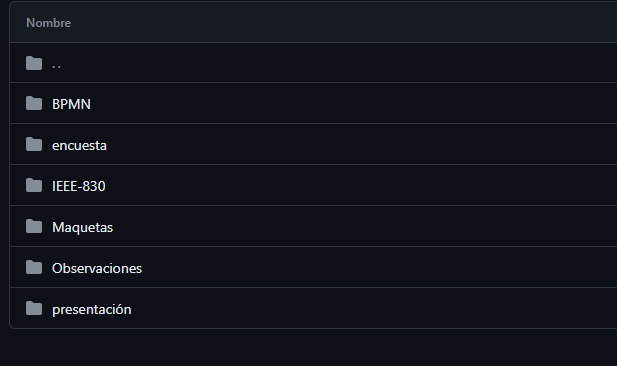 Nombre
..
BPMN
encuesta
IEEE-830
Maquetas
Observaciones
presentación